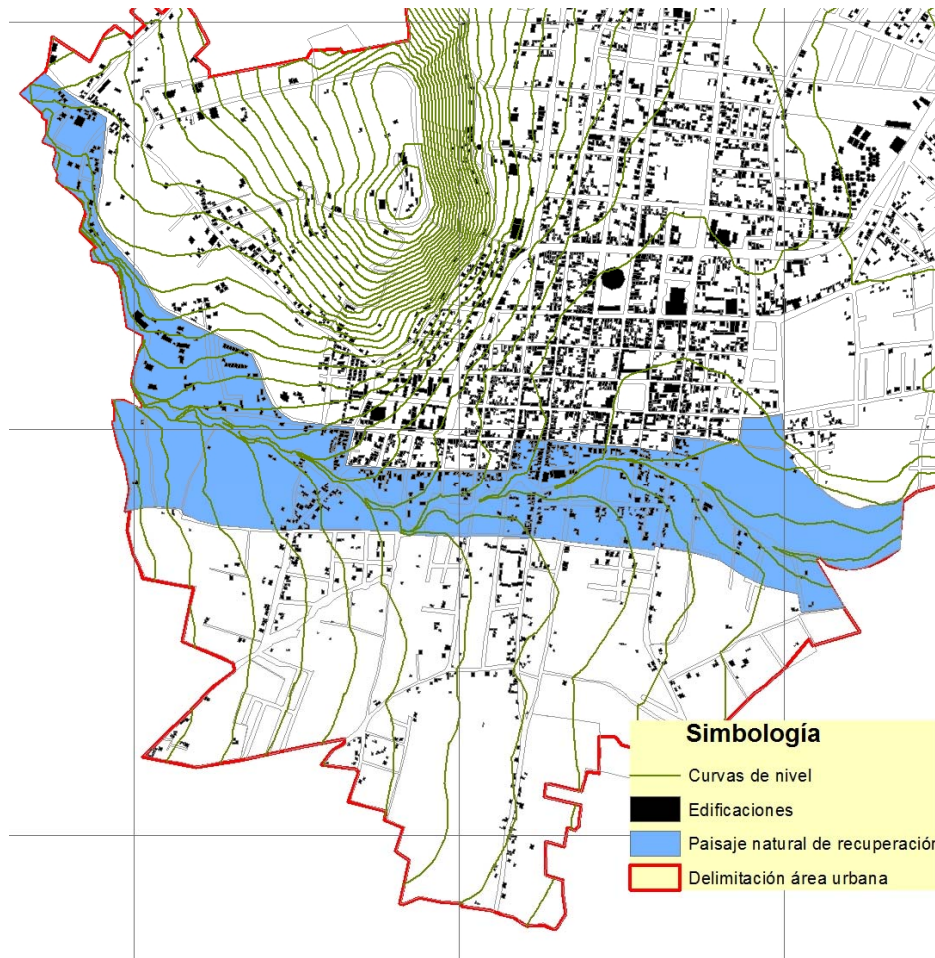 Simbología
Curvas de nivel
Edificaciones
Paisaje natural de recuperación
Delimitación área urbana